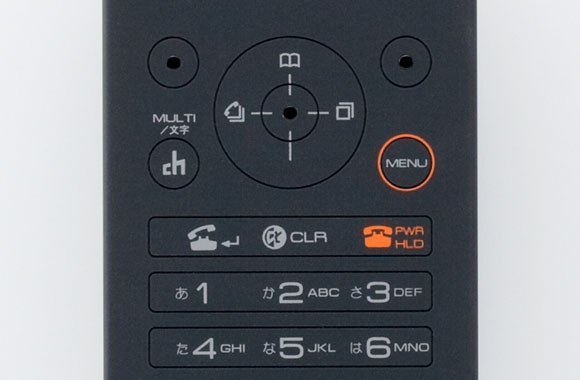 MULTI
/文字
ch
MENU
CLR
PWR
HLD
あ1 か2ABC さ3DEF
た4GHI な5JKL は6MNO